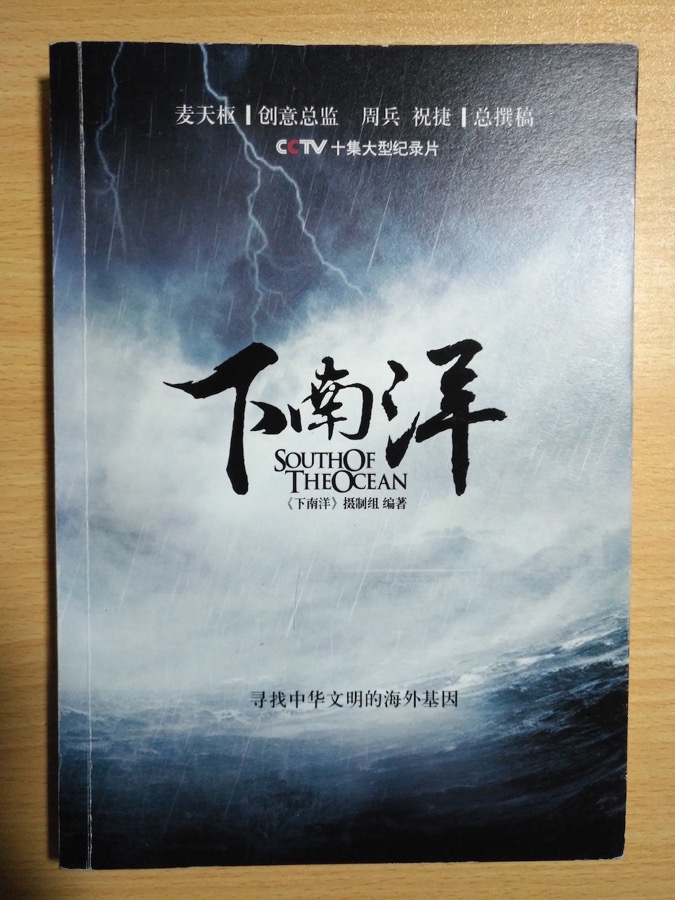 麦天枢 | 创意总监 周兵 祝捷 | 总撰稿
CCTV 十集大型纪录片
下南洋
SOUTH OF
THE OCEAN
《下南洋》摄制组 编著
寻找中华文明的海外基因